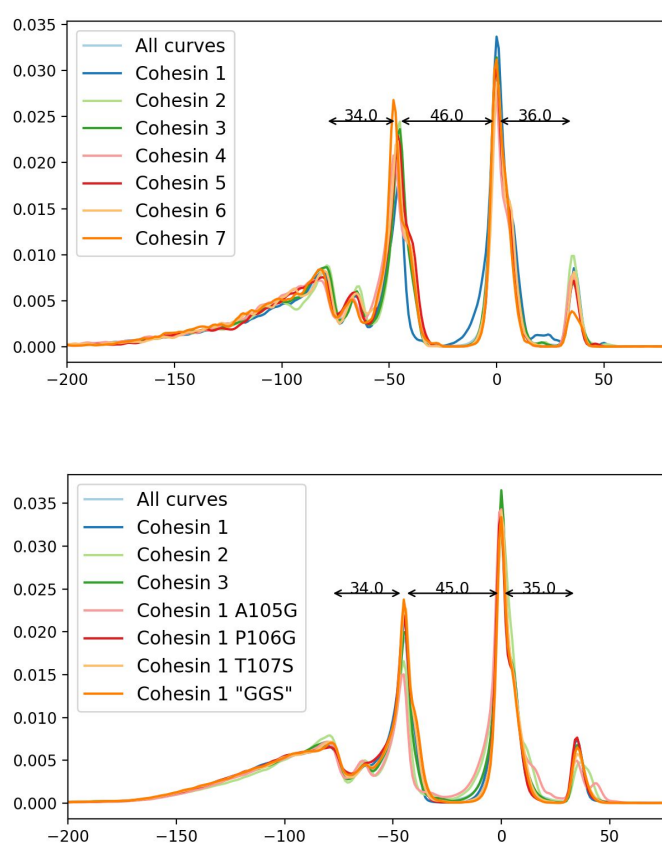 0.035
0.030
0.025
0.020
0.015
0.010
0.005
0.000
All curves
Cohesin 1
Cohesin 2
Cohesin 3
Cohesin 4
Cohesin 5
Cohesin 6
Cohesin 7
34.0 46.0 36.0
−200 −150 −100 −50 0 50
0.035
0.030
0.025
0.020
0.015
0.010
0.005
0.000
All curves
Cohesin 1
Cohesin 2
Cohesin 3
Cohesin 1 A105G
Cohesin 1 P106G
Cohesin 1 T107S
Cohesin 1 "GGS"
34.0 45.0 35.0
−200 −150 −100 −50 0 50